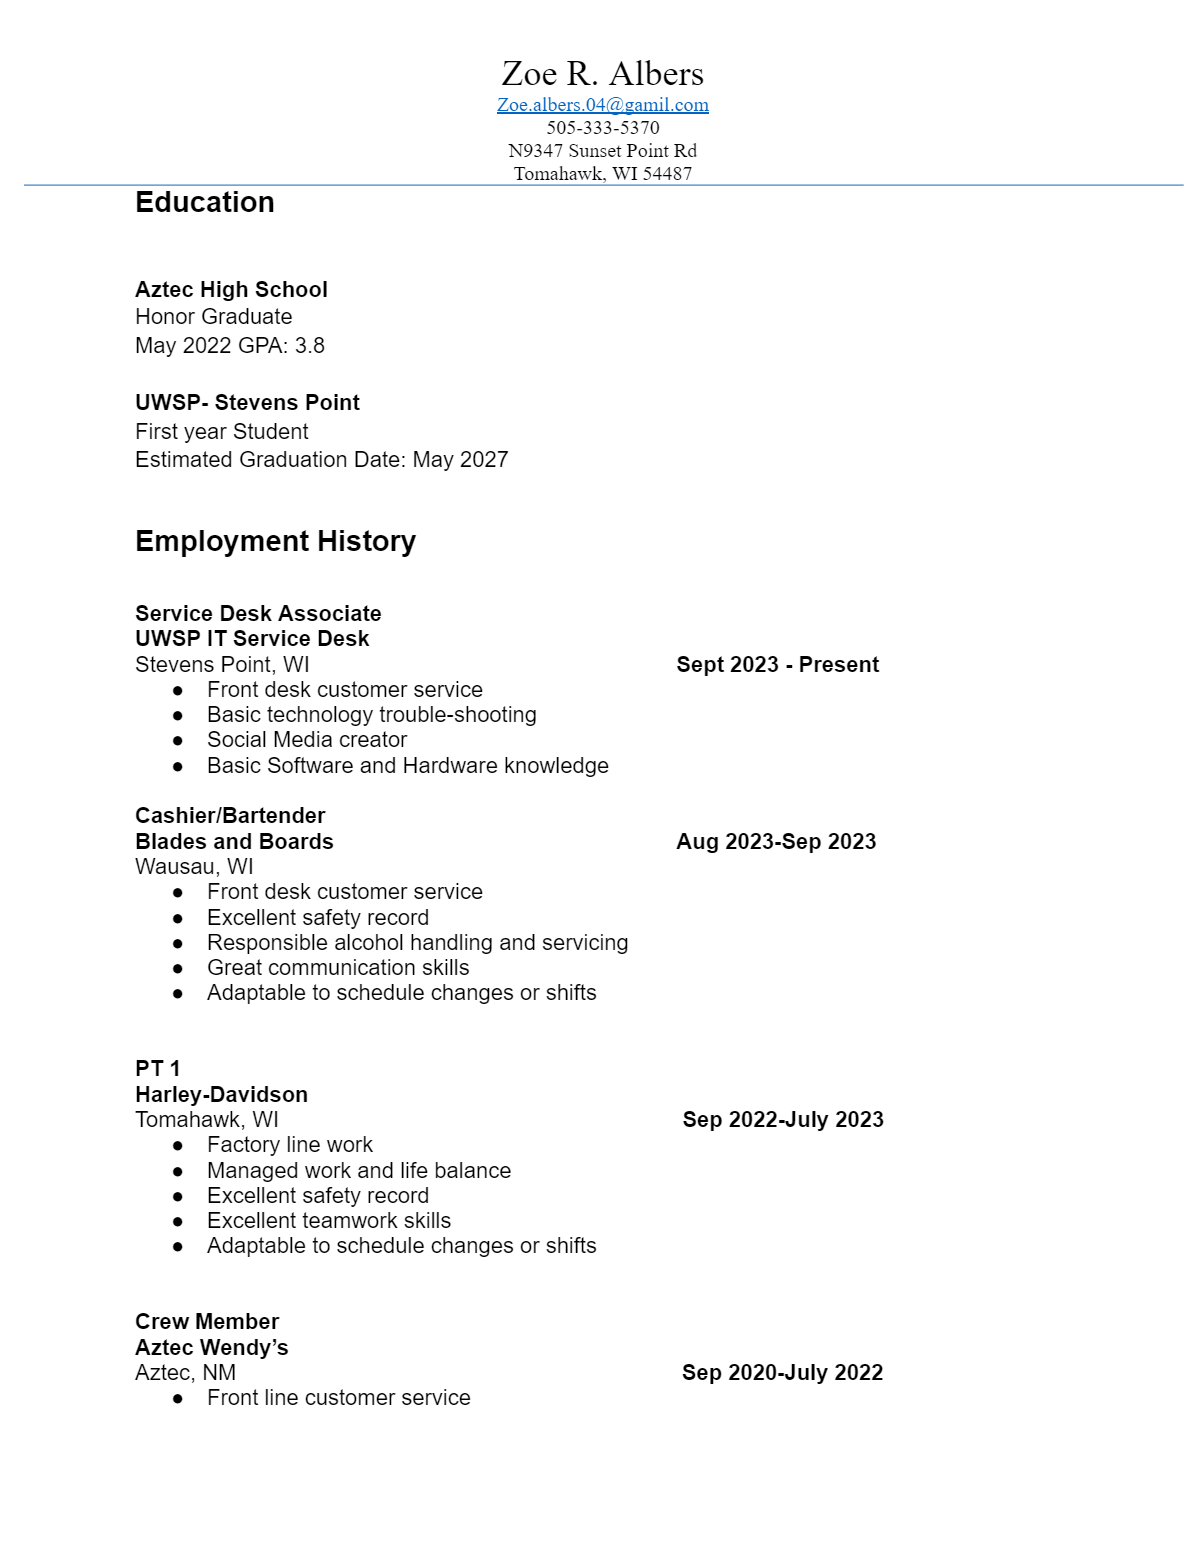 Zoe R. Albers
Zoe.albers.04@gamil.com
505-333-5370
N9347 Sunset Point Rd
Tomahawk, WI 54487
Education
Aztec High School
Honor Graduate
May 2022 GPA: 3.8
UWSP- Stevens Point
First year Student
Estimated Graduation Date: May 2027
Employment History
Service Desk Associate
UWSP IT Service Desk
Stevens Point, WI Sept 2023 - Present
● Front desk customer service
● Basic technology trouble-shooting
● Social Media creator
● Basic Software and Hardware knowledge
Cashier/Bartender
Blades and Boards Aug 2023-Sep 2023
Wausau, WI
● Front desk customer service
● Excellent safety record
● Responsible alcohol handling and servicing
● Great communication skills
● Adaptable to schedule changes or shifts
PT 1
Harley-Davidson
Tomahawk, WI Sep 2022-July 2023
● Factory line work
● Managed work and life balance
● Excellent safety record
● Excellent teamwork skills
● Adaptable to schedule changes or shifts
Crew Member
Aztec Wendy’s
Aztec, NM Sep 2020-July 2022
● Front line customer service